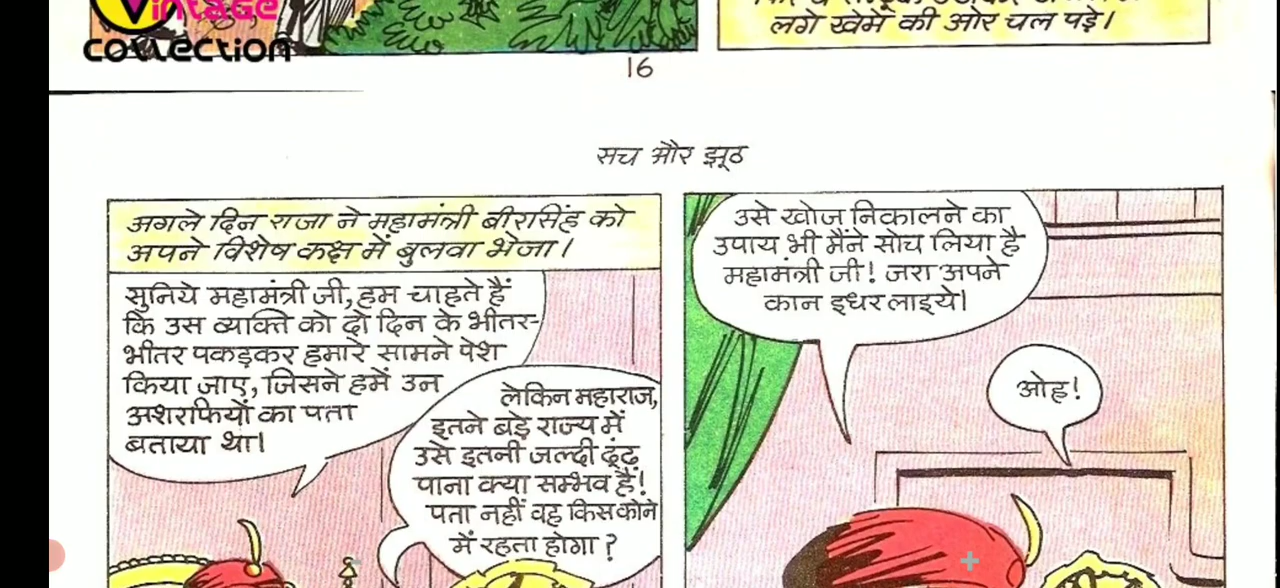 Vintage
collection
लगे खेमे की ओर चल पड़े।
16
सच और झूठ
अगले दिन राजा ने महामंत्री बीरासिंह को
अपने विशेष कक्ष में बुलवा भेजा।
सुनिये महामंत्री जी, हम चाहते हैं
कि उस व्याक्ति को दो दिन के भीतर-
भीतर पकड़कर हमारे सामने पेश
किया जाए, जिसने हमें उन
अशरफियों का पता
बताया था।
लेकिन महाराज,
इतने बड़े राज्य में
उसे इतनी जल्दी ढूंढ़
पाना क्या सम्भव है!
पता नहीं वह किस कोने
में रहता होगा?
उसे खोज निकालने का
उपाय भी मैंने सोच लिया है
महामंत्री जी! जरा अपने
कान इधर लाइये।
ओह!